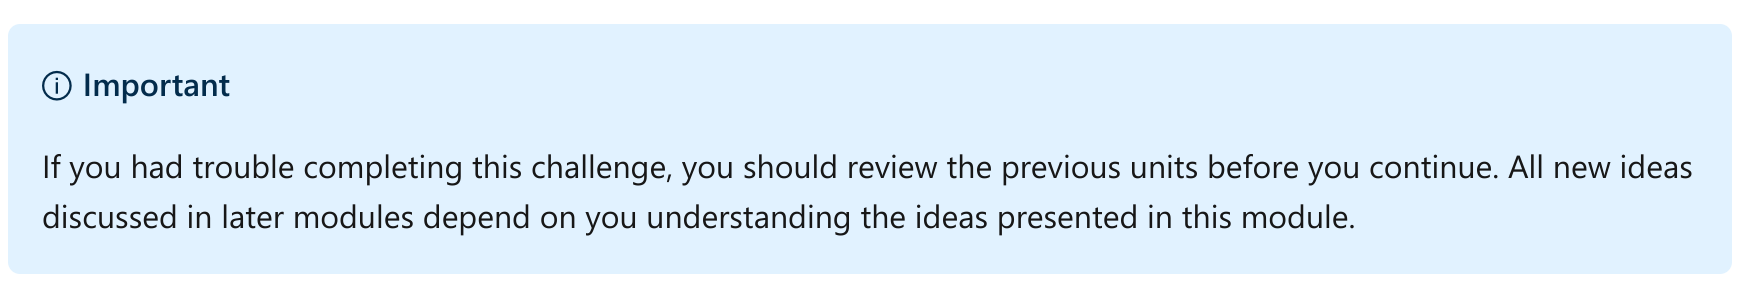 Important
If you had trouble completing this challenge, you should review the previous units before you continue. All new ideas
discussed in later modules depend on you understanding the ideas presented in this module.